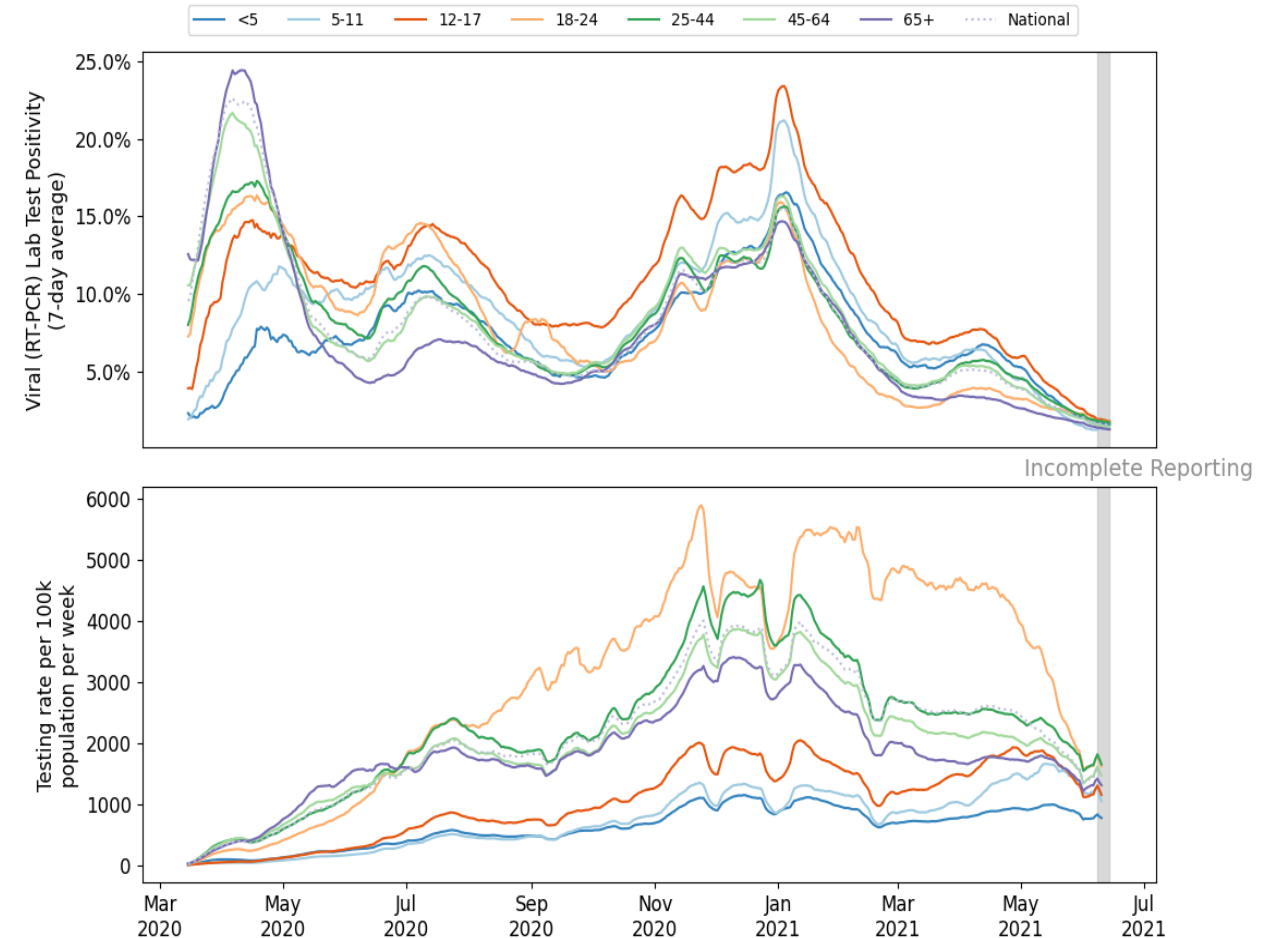 <5 5-11 12-17 18-24 25-44 45-64 65+ National
Viral (RT-PCR) Lab Test Positivity
(7-day average)
25.0%
20.0%
15.0%
10.0%
5.0%
Incomplete Reporting
Testing rate per 100k
population per week
6000
5000
4000
3000
2000
1000
0
Mar May Jul Sep Nov Jan Mar May Jul
2020 2020 2020 2020 2020 2021 2021 2021 2021